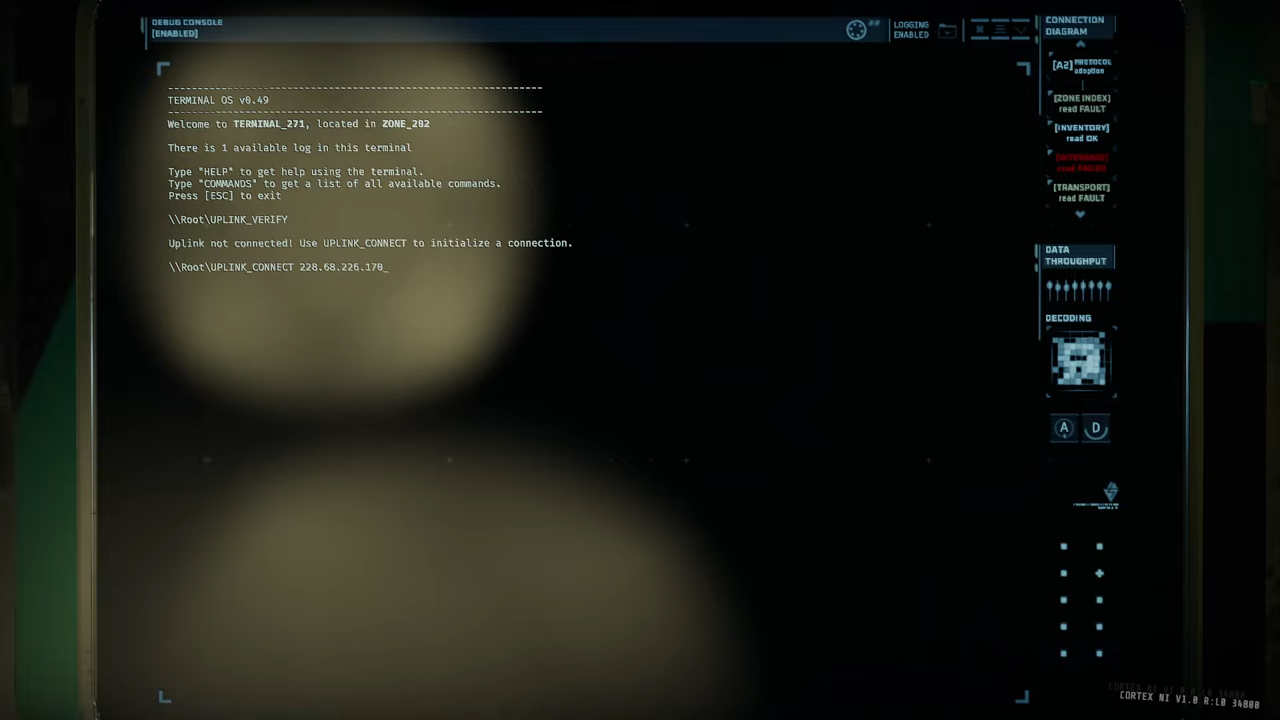 DEBUG CONSOLE
[ENABLED]
LOGGING
ENABLED
------------------------------------------------------------
TERMINAL OS v0.49
------------------------------------------------------------
Welcome to TERMINAL_271, located in ZONE_202
There is 1 available log in this terminal
Type "HELP" to get help using the terminal.
Type "COMMANDS" to get a list of all available commands.
Press [ESC] to exit
\\Root\UPLINK_VERIFY
Uplink not connected! Use UPLINK_CONNECT to initialize a connection.
\\Root\UPLINK_CONNECT 228.68.226.170_
CONNECTION
DIAGRAM
[A2] PROTOCOL
adaption
[ZONE INDEX]
read FAULT
[INVENTORY]
read OK
read
[TRANSPORT]
read FAULT
DATA
THROUGHPUT
DECODING
A D
CORTEX NI V1.0 R:L0 34800